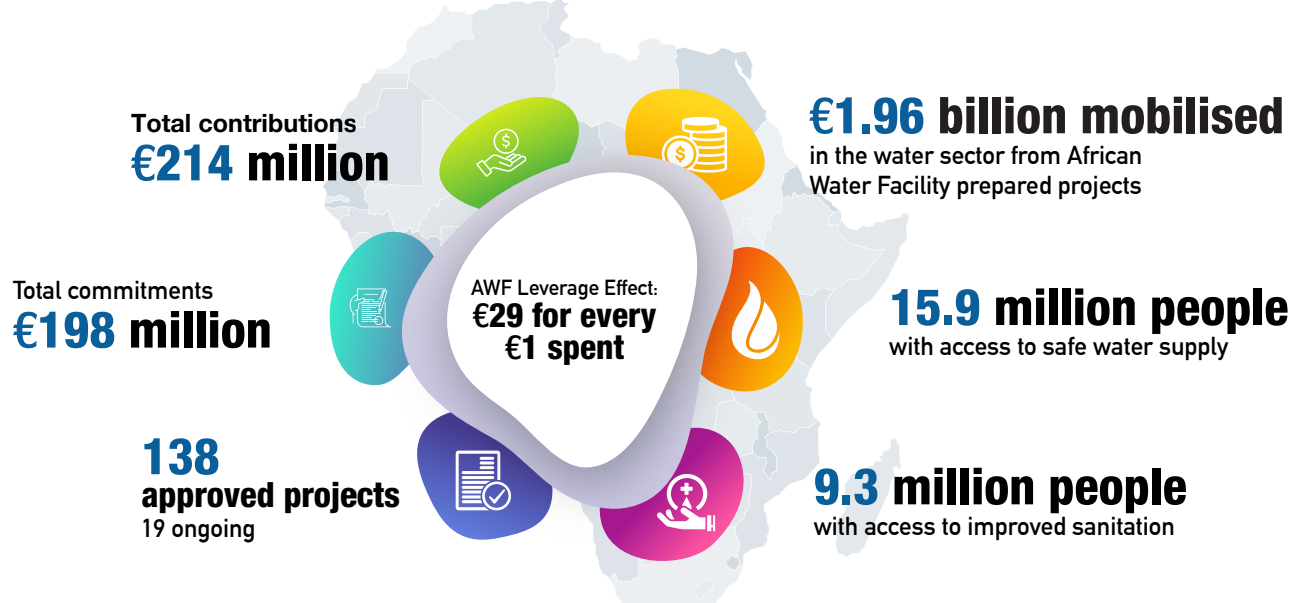 Total contributions
€214 million
Total commitments
€198 million
138
approved projects
19 ongoing
AWF Leverage Effect:
€29 for every
€1 spent
€1.96 billion mobilised
in the water sector from African
Water Facility prepared projects
15.9 million people
with access to safe water supply
9.3 million people
with access to improved sanitation